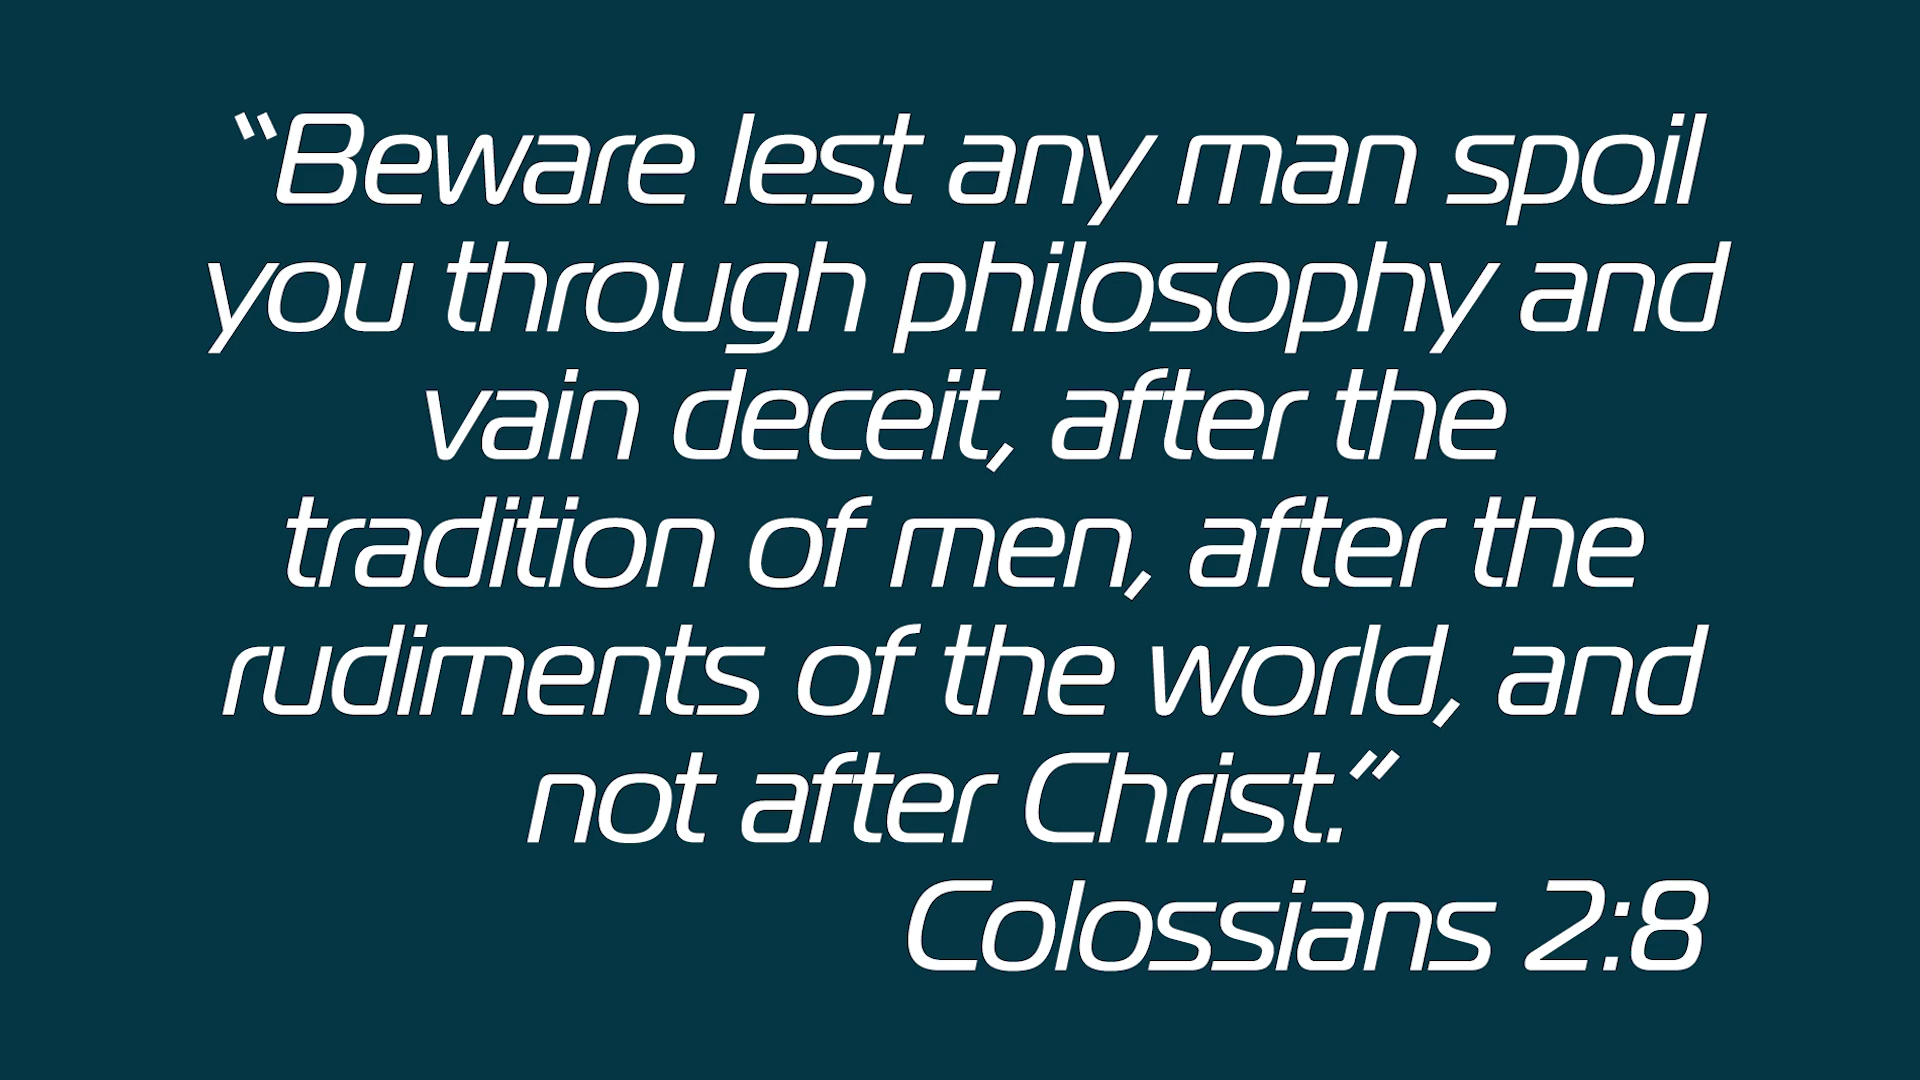 “Beware lest any man spoil
you through philosophy and
vain deceit, after the
tradition of men, after the
rudiments of the world, and
not after Christ.”
Colossians 2:8